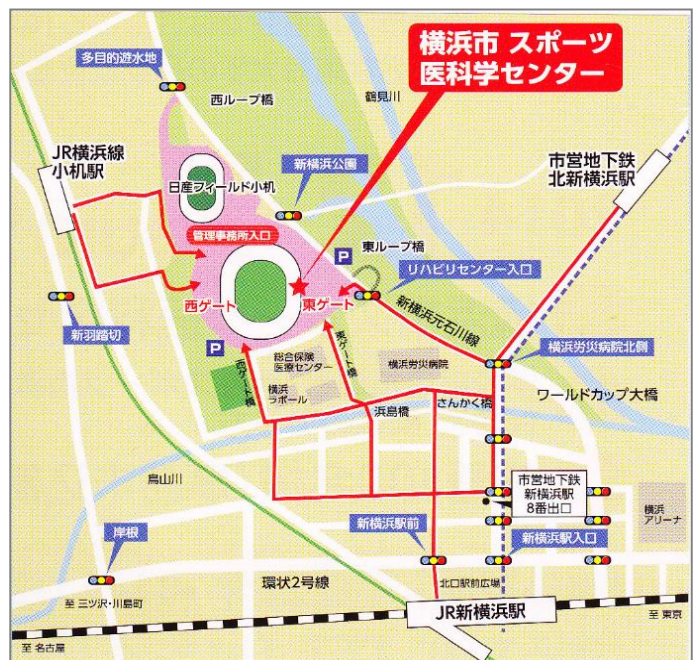 横浜市 スポーツ
医科学センター
多目的遊水地
西ループ橋
鶴見川
JR横浜線
小机駅
市営地下鉄
北新横浜駅
日産フィールド小机
新横浜公園
管理事務所入口
P
東ループ橋
リハビリセンター入口
西ゲート
東ゲート
新横浜元石川線
新羽踏切
P
西ゲート橋
東ゲート橋
総合保険
医療センター
横浜労災病院
横浜労災病院北側
横浜
ラポール
浜鳥橋
さんかく橋
ワールドカップ大橋
鳥山川
市営地下鉄
新横浜駅
8番出口
横浜
アリーナ
岸根
新横浜駅前
新横浜駅入口
環状2号線
北口駅前広場
至 三ツ沢・川島町
JR新横浜駅
至 東京
至 名古屋